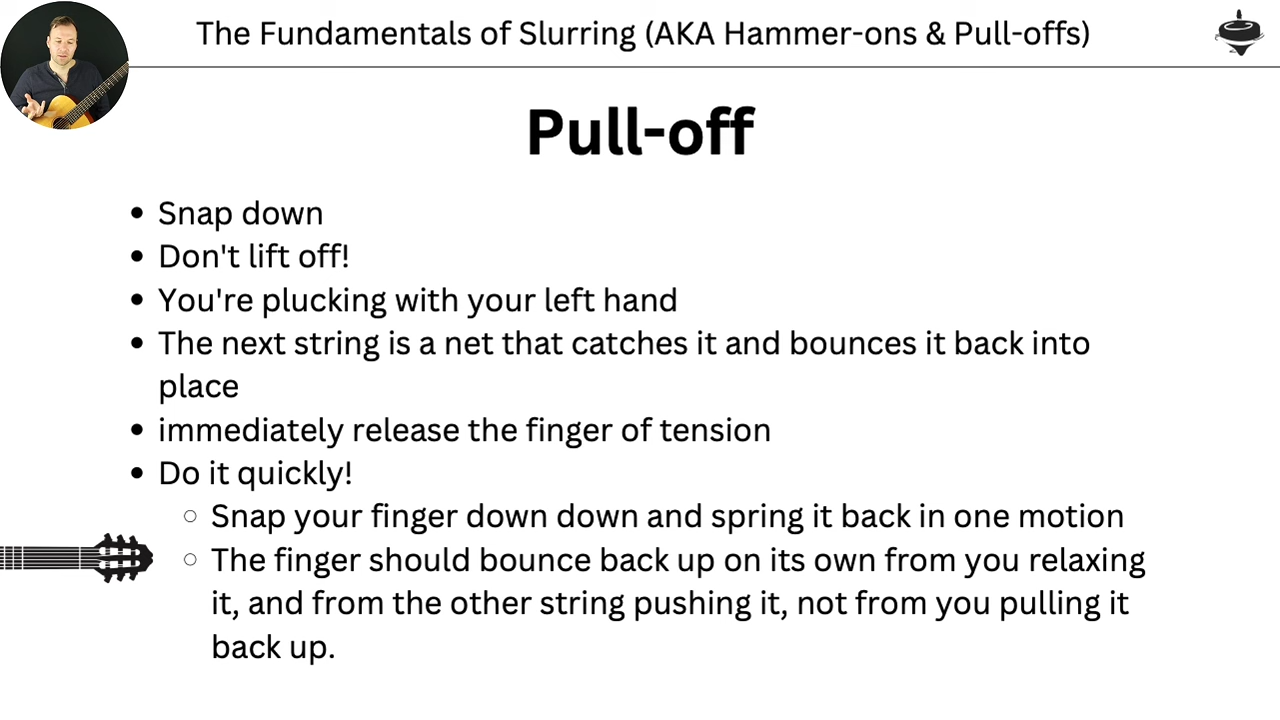 The Fundamentals of Slurring (AKA Hammer-ons & Pull-offs)
Pull-off
Snap down
Don't lift off!
You're plucking with your left hand
The next string is a net that catches it and bounces it back into
place
immediately release the finger of tension
Do it quickly!
Snap your finger down down and spring it back in one motion
The finger should bounce back up on its own from you relaxing
it, and from the other string pushing it, not from you pulling it
back up.